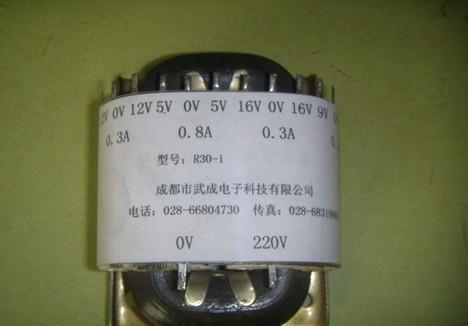 0V 12V 5V 0V 5V 16V 0V 16V 9V
0.3A 0.8A 0.3A
型号: R30-1
成都市武成电子科技有限公司
电话: 028-66804730 传真:
0V 220V